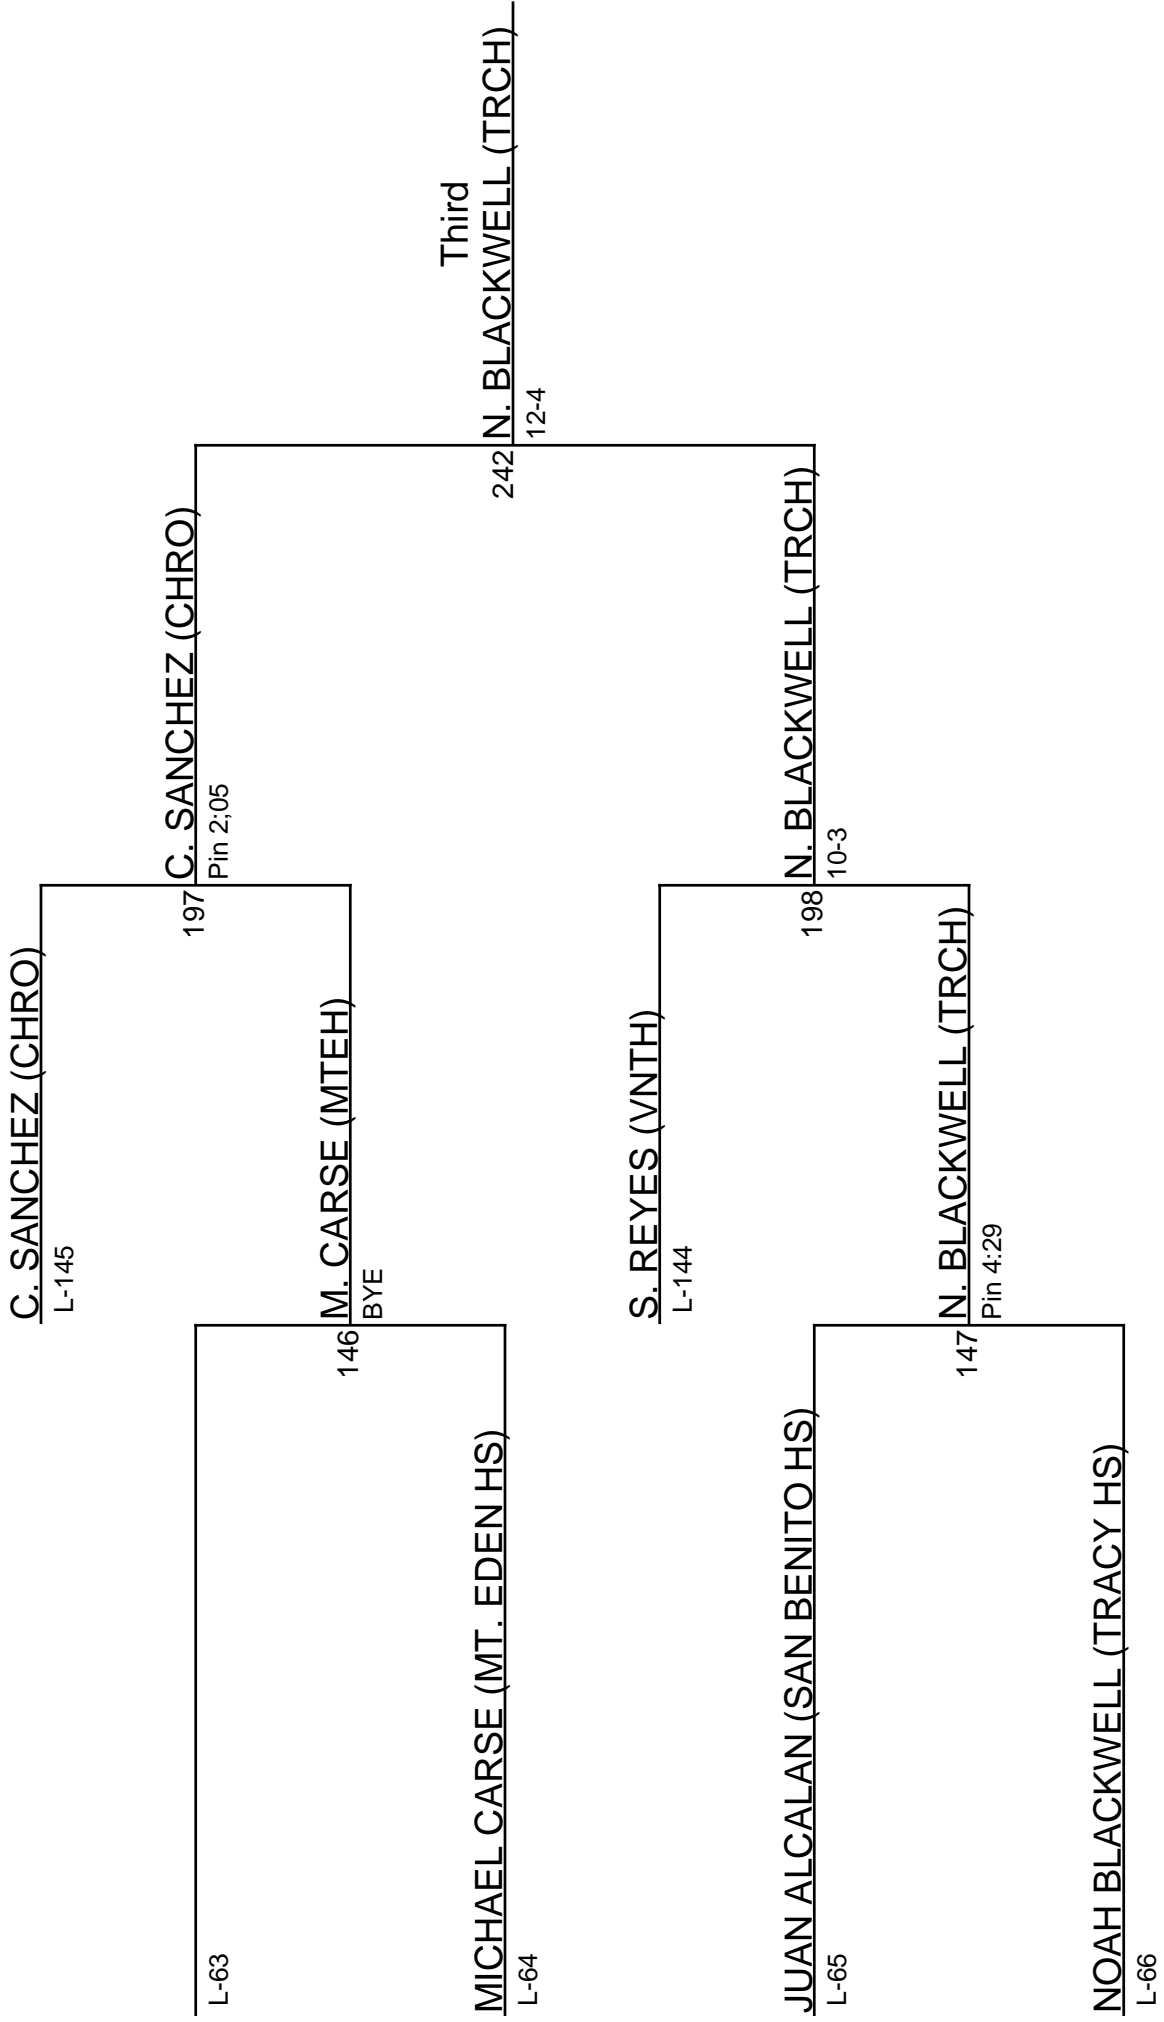 C. SANCHEZ (CHRO)
L-145
L-63
146
M. CARSE (MTEH)
BYE
MICHAEL CARSE (MT. EDEN HS)
L-64
197
C. SANCHEZ (CHRO)
Pin 2;05
S. REYES (VNTH)
L-144
JUAN ALCALAN (SAN BENITO HS)
L-65
147
N. BLACKWELL (TRCH)
Pin 4:29
NOAH BLACKWELL (TRACY HS)
L-66
198
N. BLACKWELL (TRCH)
10-3
242
Third
N. BLACKWELL (TRCH)
12-4